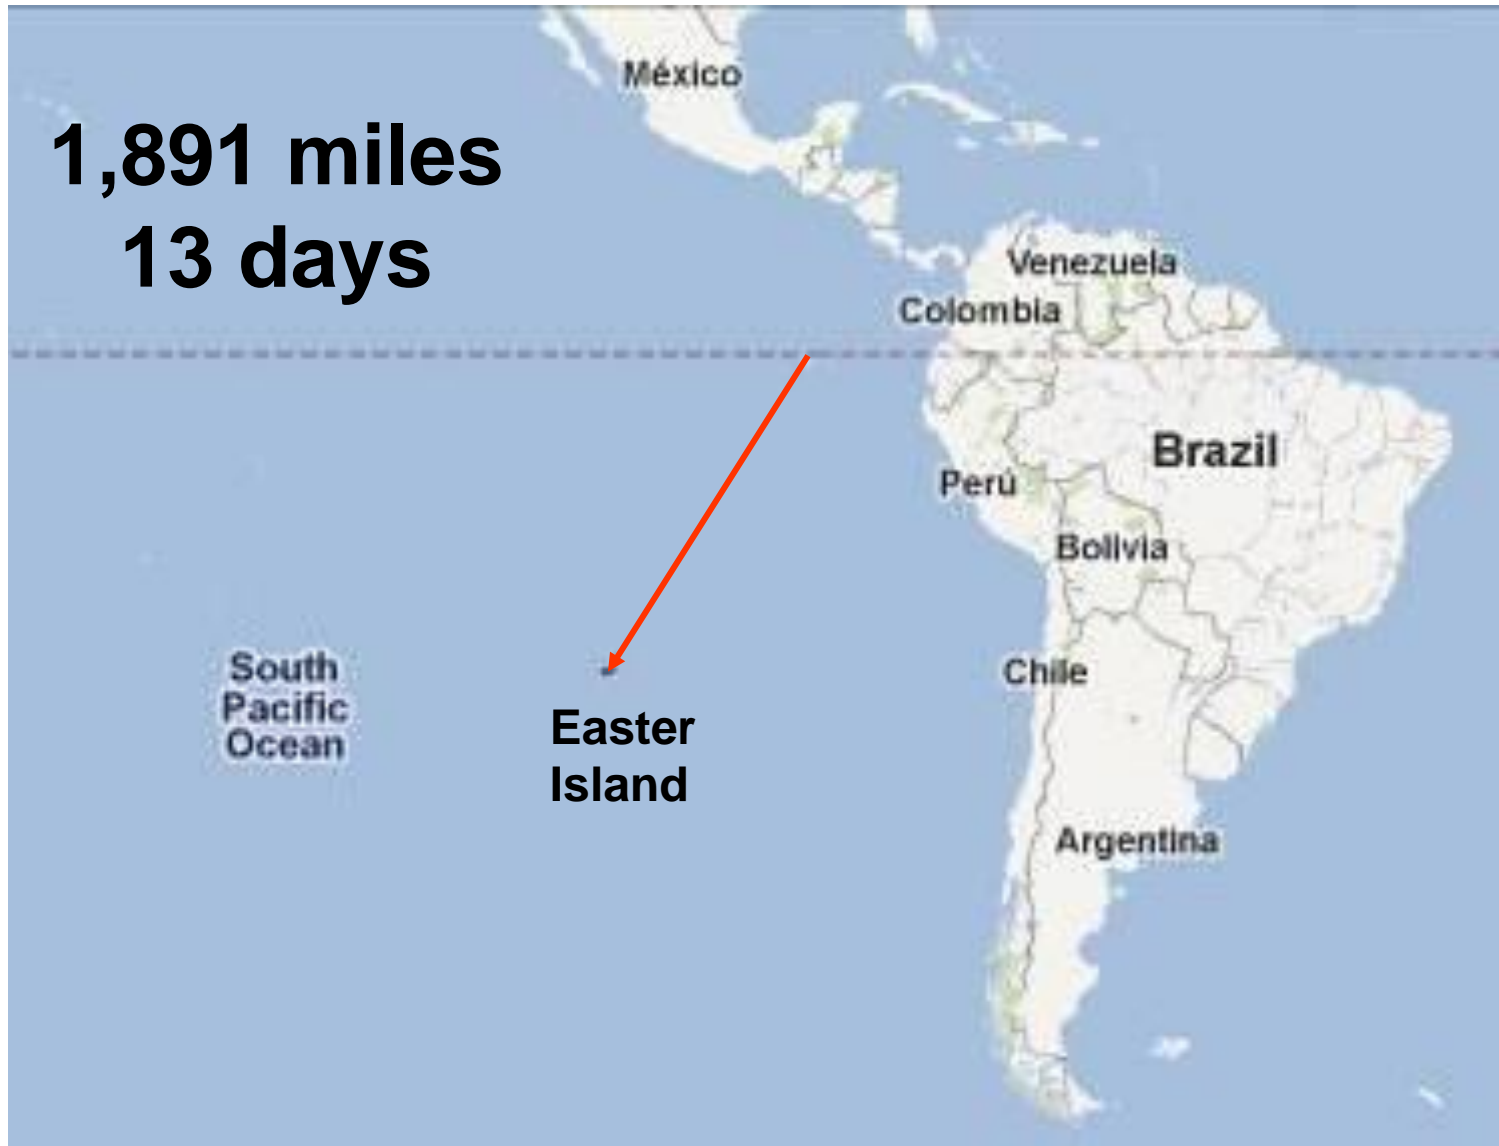 México
1,891 miles
13 days
Venezuela
Colombia
Brazil
Perú
Bolivia
South
Pacific
Ocean
Chile
Easter
Island
Argentina